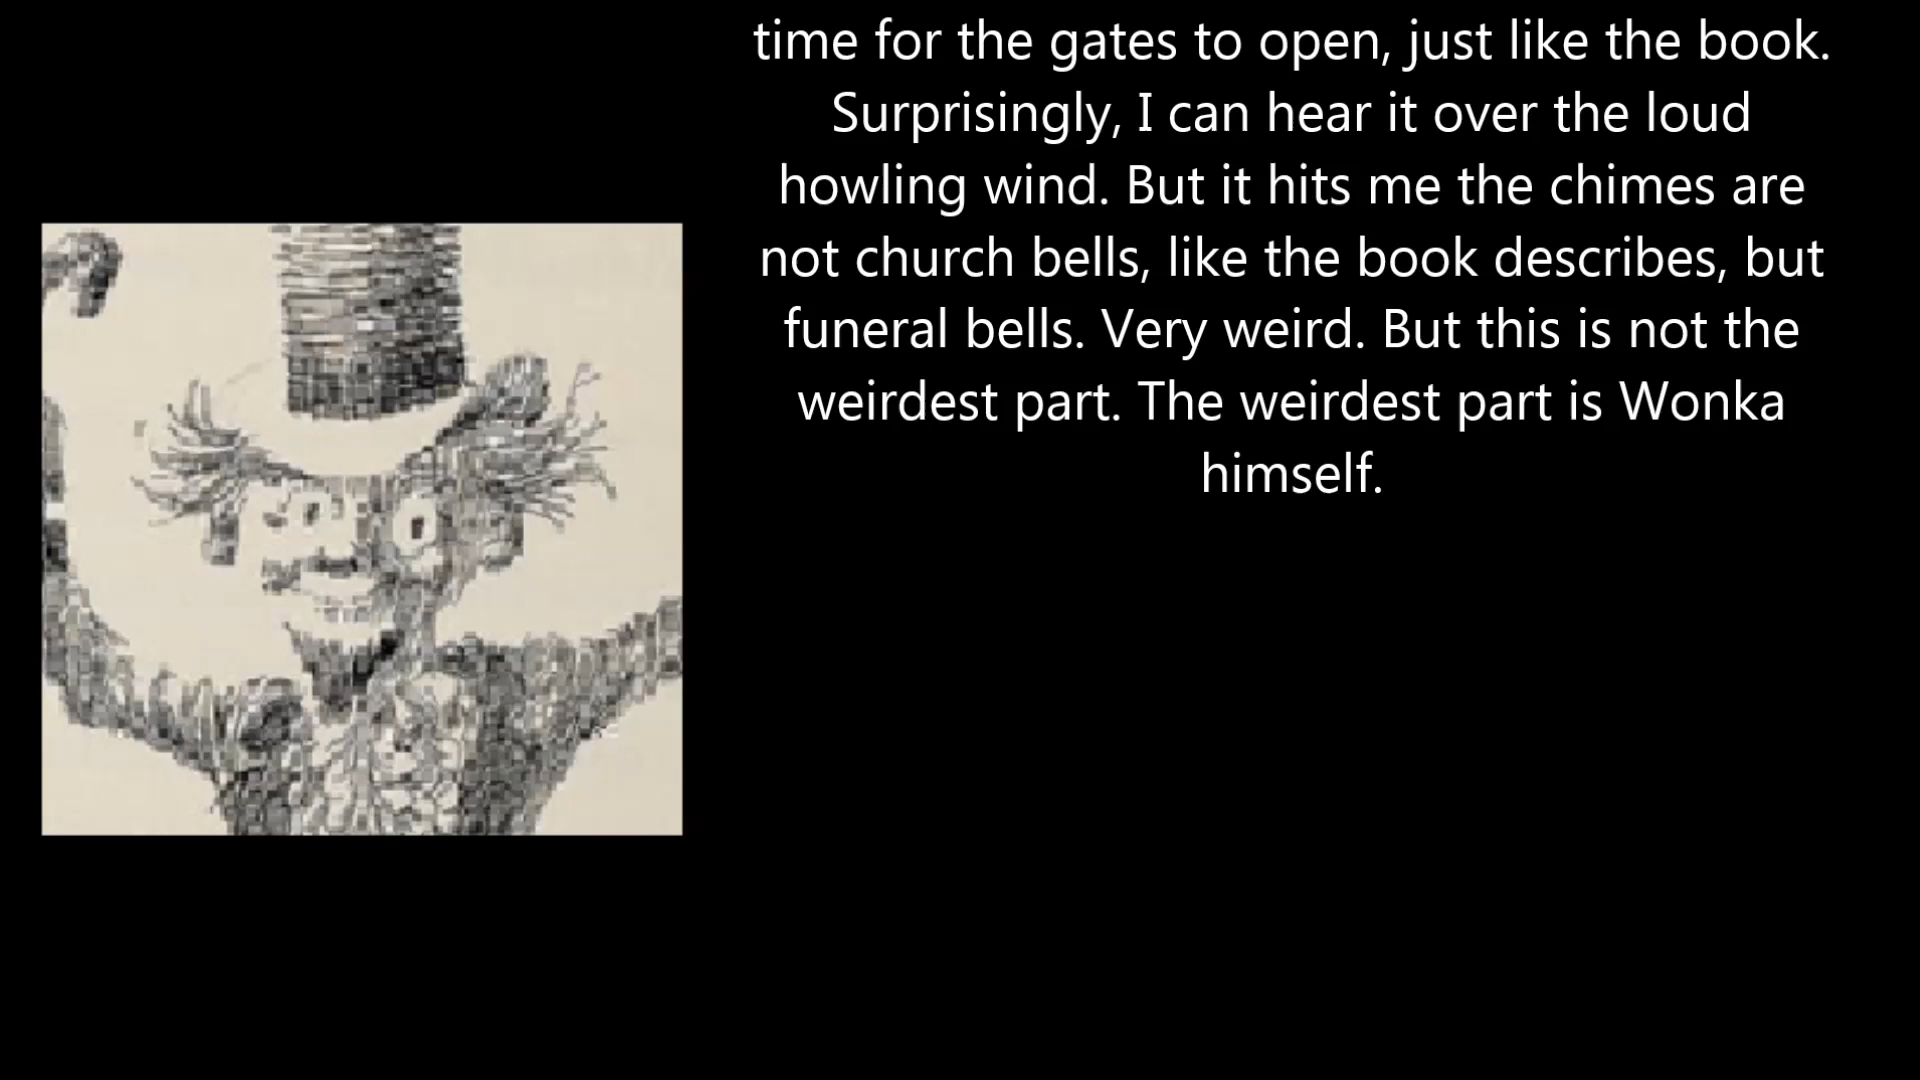 time for the gates to open, just like the book.
Surprisingly, I can hear it over the loud
howling wind. But it hits me the chimes are
not church bells, like the book describes, but
funeral bells. Very weird. But this is not the
weirdest part. The weirdest part is Wonka
himself.